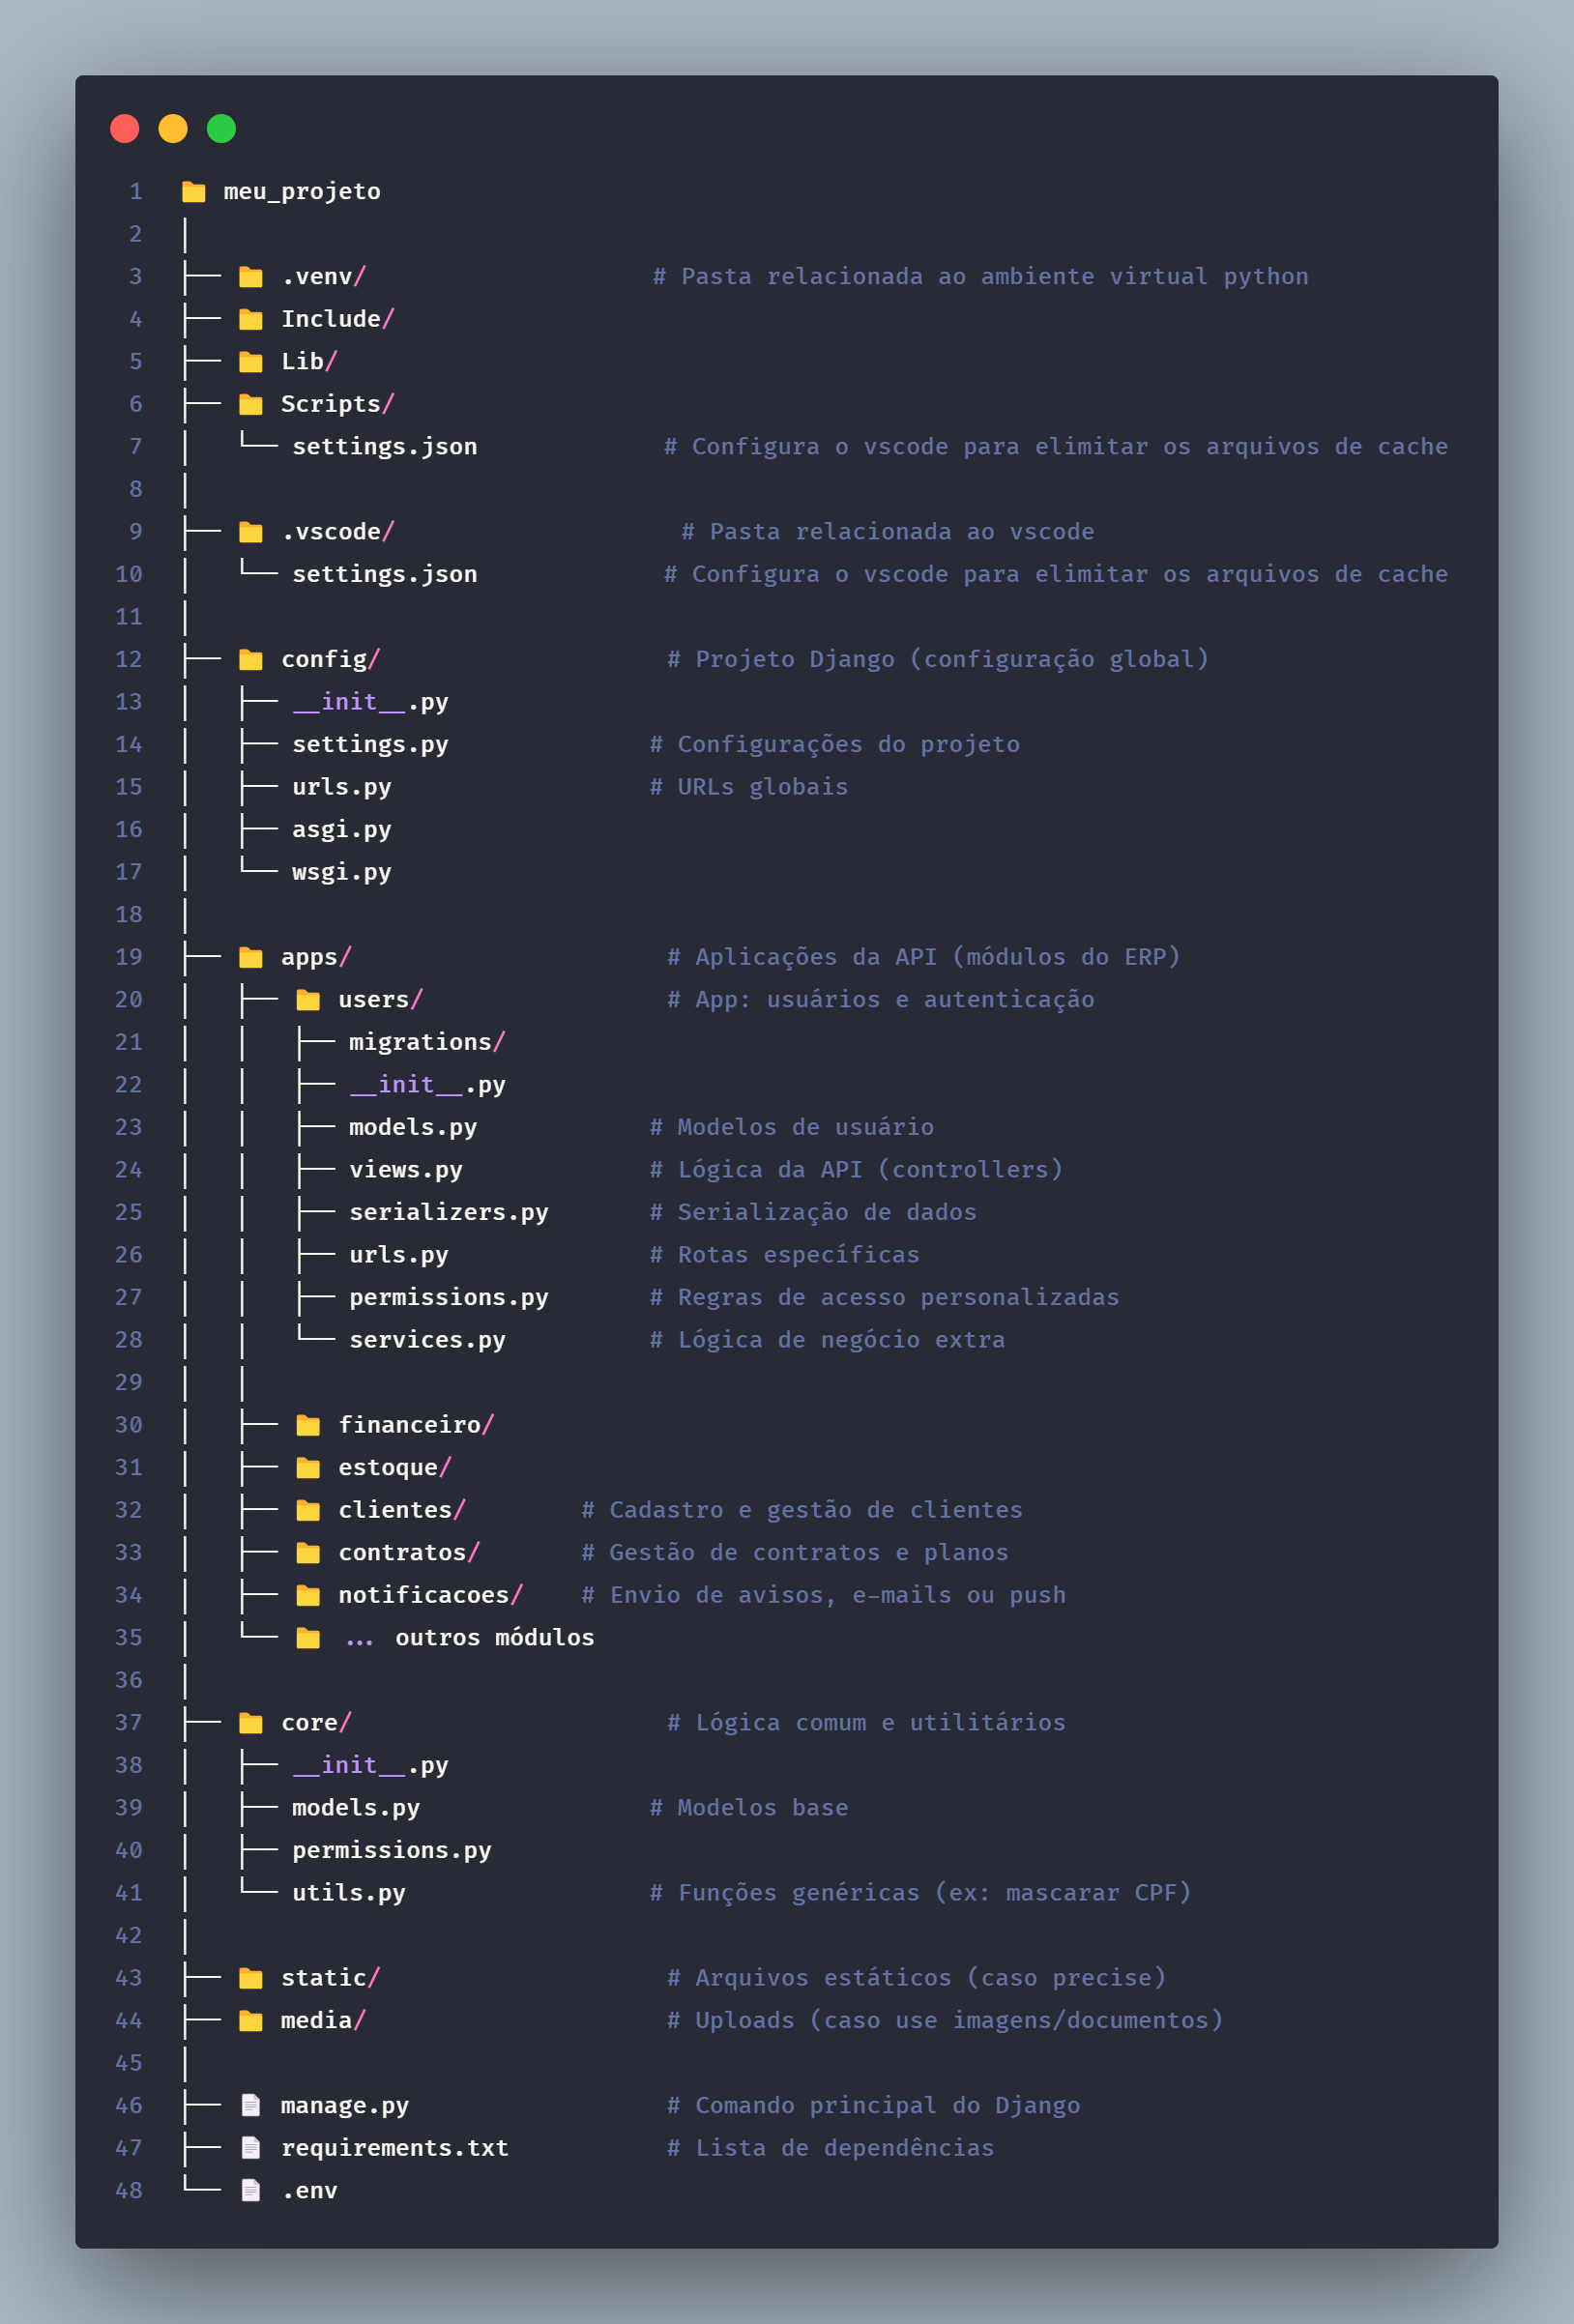 1 📁 meu_projeto
2 │
3 ├── 📁 .venv/                    # Pasta relacionada ao ambiente virtual python
4 ├── 📁 Include/
5 ├── 📁 Lib/
6 ├── 📁 Scripts/
7 │   └── settings.json             # Configura o vscode para elimitar os arquivos de cache
8 │
9 ├── 📁 .vscode/                    # Pasta relacionada ao vscode
10 │   └── settings.json             # Configura o vscode para elimitar os arquivos de cache
11 │
12 ├── 📁 config/                    # Projeto Django (configuração global)
13 │   ├── __init__.py
14 │   ├── settings.py              # Configurações do projeto
15 │   ├── urls.py                  # URLs globais
16 │   ├── asgi.py
17 │   └── wsgi.py
18 │
19 ├── 📁 apps/                      # Aplicações da API (módulos do ERP)
20 │   ├── 📁 users/                 # App: usuários e autenticação
21 │   │   ├── migrations/
22 │   │   ├── __init__.py
23 │   │   ├── models.py            # Modelos de usuário
24 │   │   ├── views.py             # Lógica da API (controllers)
25 │   │   ├── serializers.py       # Serialização de dados
26 │   │   ├── urls.py              # Rotas específicas
27 │   │   ├── permissions.py       # Regras de acesso personalizadas
28 │   │   └── services.py          # Lógica de negócio extra
29 │   │
30 │   ├── 📁 financeiro/
31 │   ├── 📁 estoque/
32 │   ├── 📁 clientes/        # Cadastro e gestão de clientes
33 │   ├── 📁 contratos/       # Gestão de contratos e planos
34 │   ├── 📁 notificacoes/    # Envio de avisos, e-mails ou push
35 │   └── 📁 ... outros módulos
36 │
37 ├── 📁 core/                      # Lógica comum e utilitários
38 │   ├── __init__.py
39 │   ├── models.py                # Modelos base
40 │   ├── permissions.py
41 │   └── utils.py                 # Funções genéricas (ex: mascarar CPF)
42 │
43 ├── 📁 static/                    # Arquivos estáticos (caso precise)
44 ├── 📁 media/                     # Uploads (caso use imagens/documentos)
45 │
46 ├── 📄 manage.py                  # Comando principal do Django
47 ├── 📄 requirements.txt           # Lista de dependências
48 └── 📄 .env